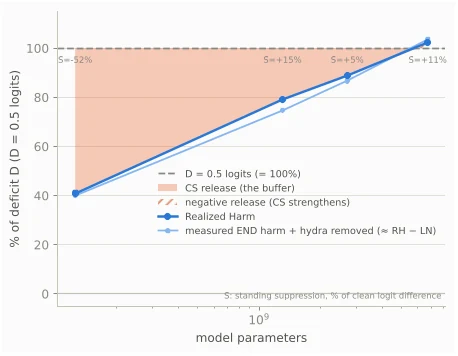 100
S=-52%
S=+15%
S=+5%
S=+11%
80
60
40
20
0
% of deficit D (D = 0.5 logits)
D = 0.5 logits (= 100%)
CS release (the buffer)
negative release (CS strengthens)
Realized Harm
measured END harm + hydra removed (≈ RH − LN)
S: standing suppression, % of clean logit difference
10⁹
model parameters